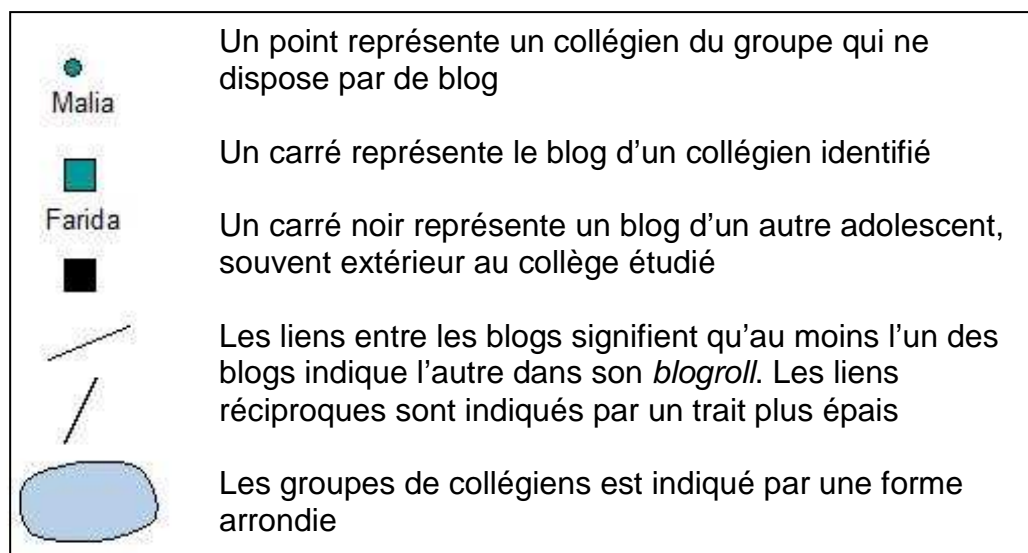 Un point représente un collégien du groupe qui ne
dispose par de blog
Malia
Un carré représente le blog d'un collégien identifié
Farida
Un carré noir représente un blog d'un autre adolescent,
souvent extérieur au collège étudié
Les liens entre les blogs signifient qu'au moins l'un des
blogs indique l'autre dans son blogroll. Les liens
réciproques sont indiqués par un trait plus épais
Les groupes de collégiens est indiqué par une forme
arrondie